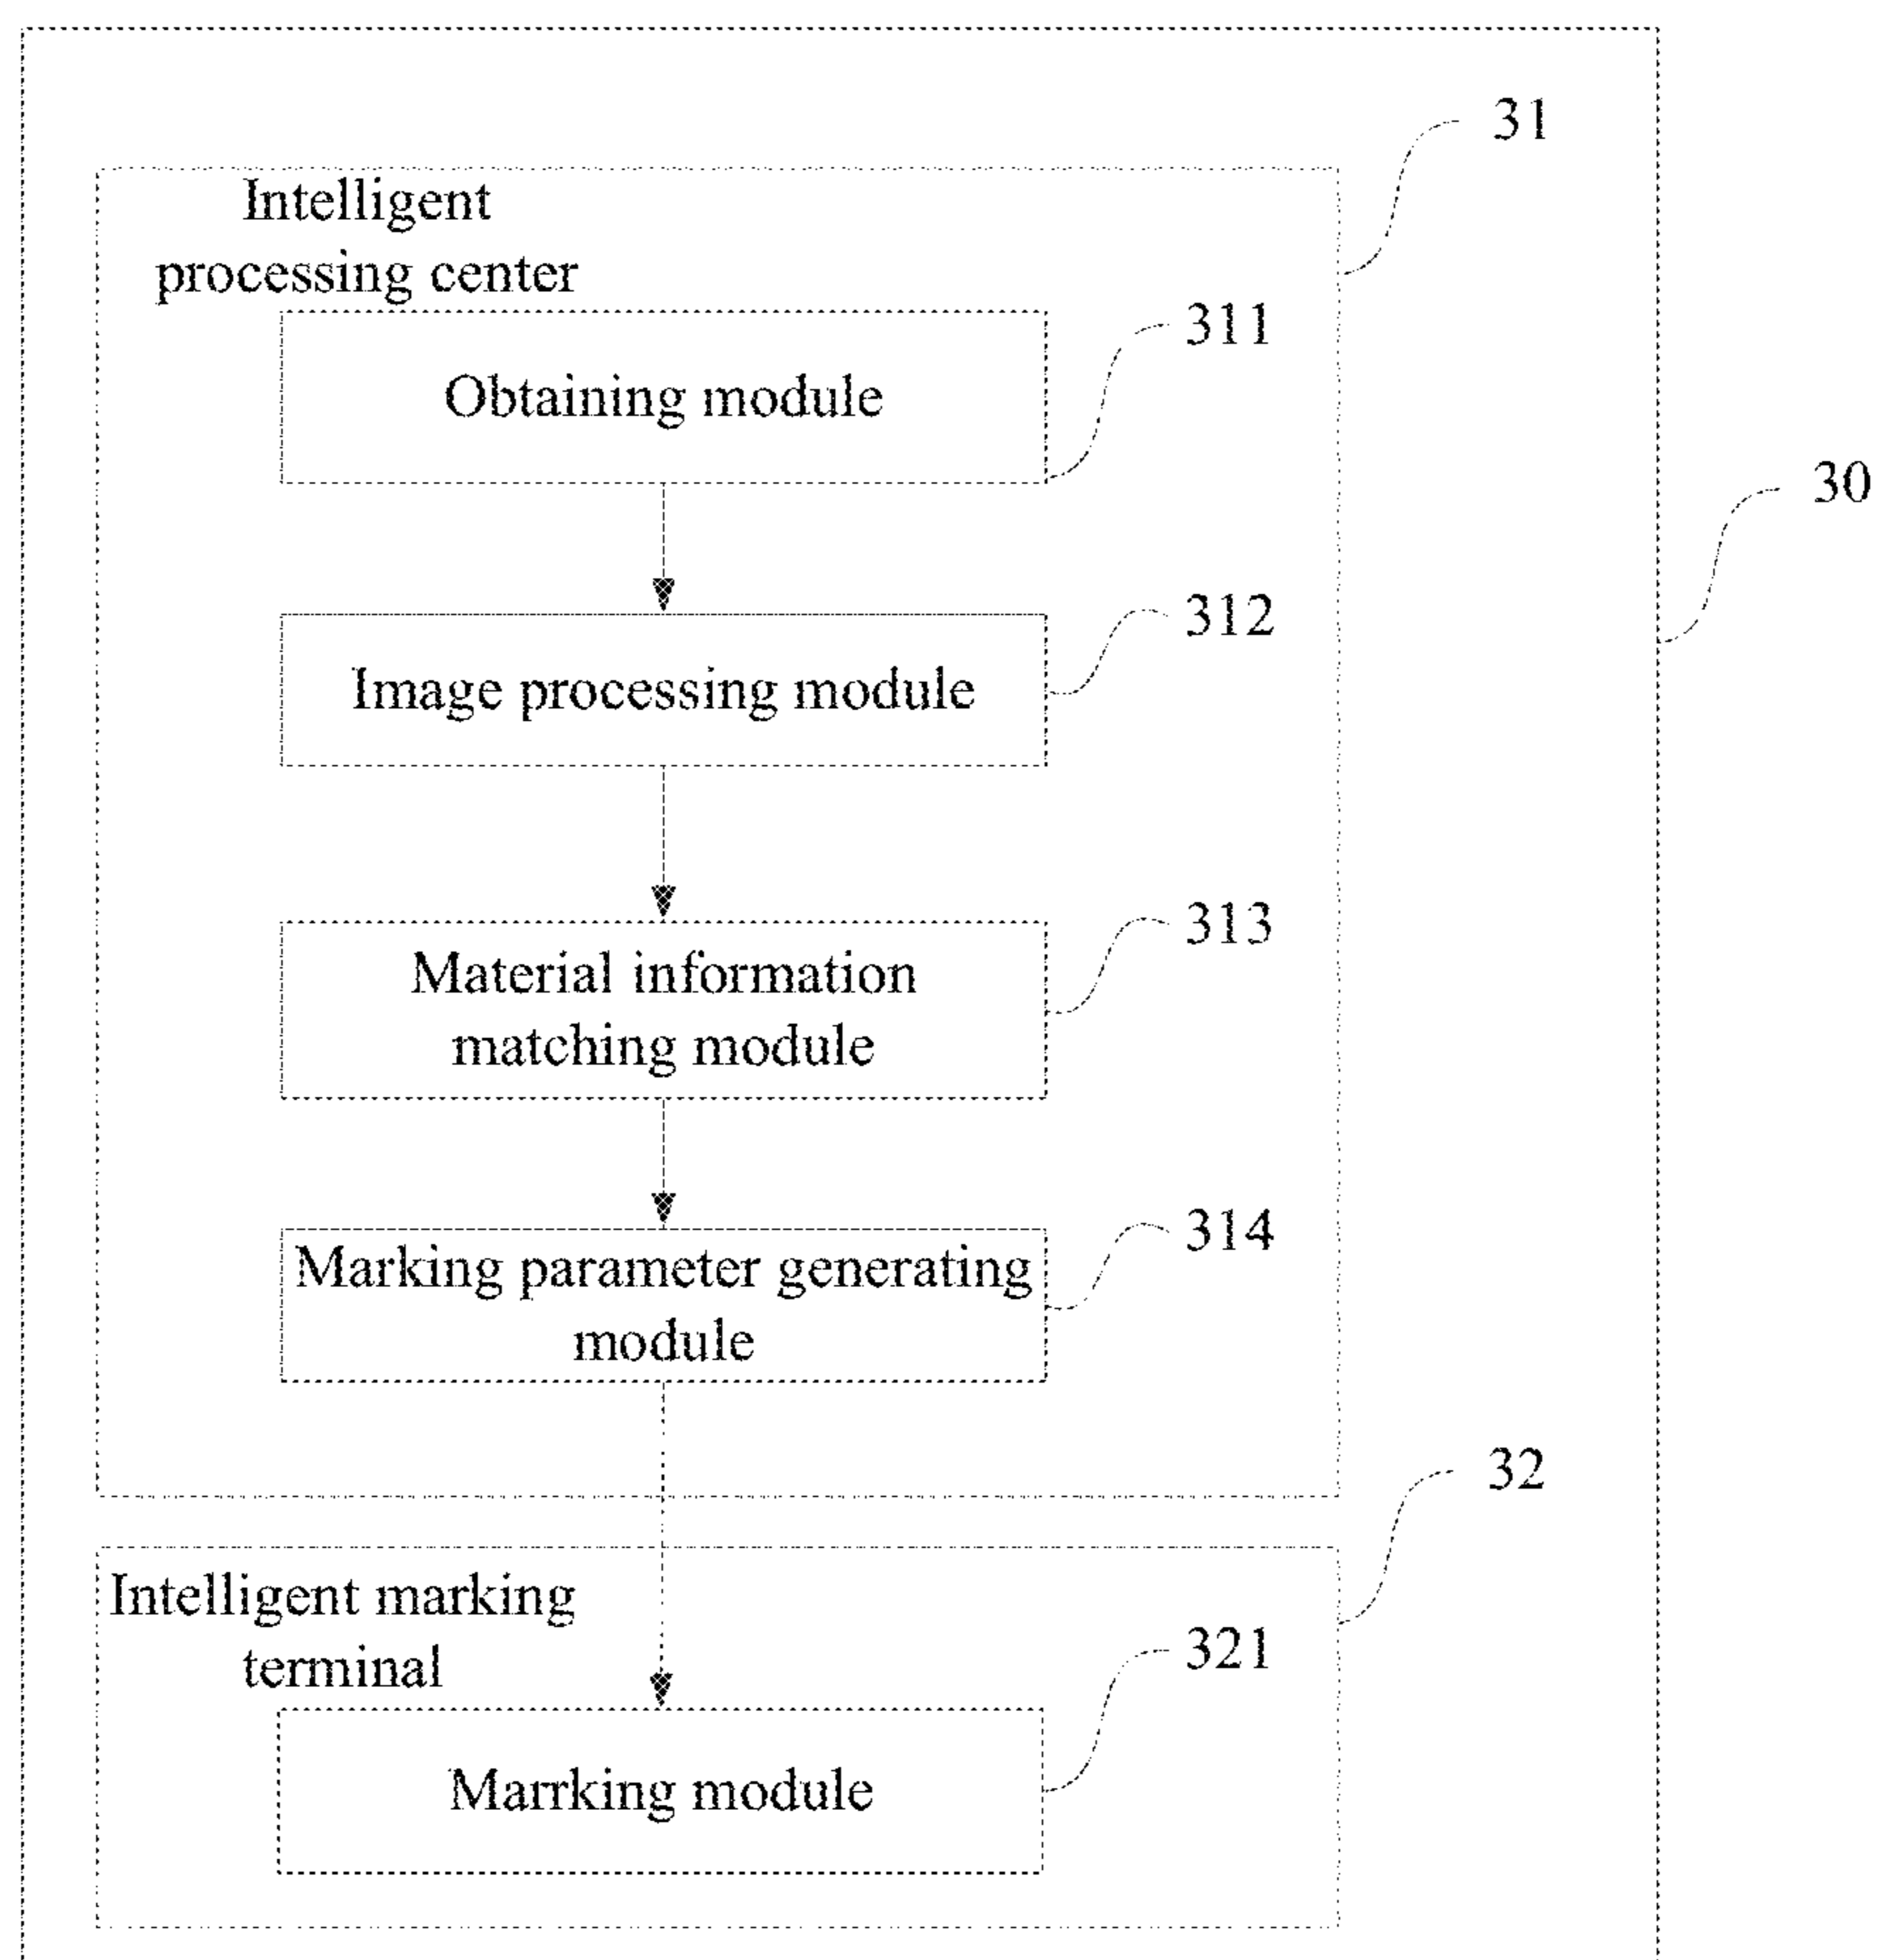 31
Intelligent
processing center
311
Obtaining module
30
312
Image processing module
313
Material information
matching module
314
Marking parameter generating
module
32
Intelligent marking
terminal
321
Marrking module